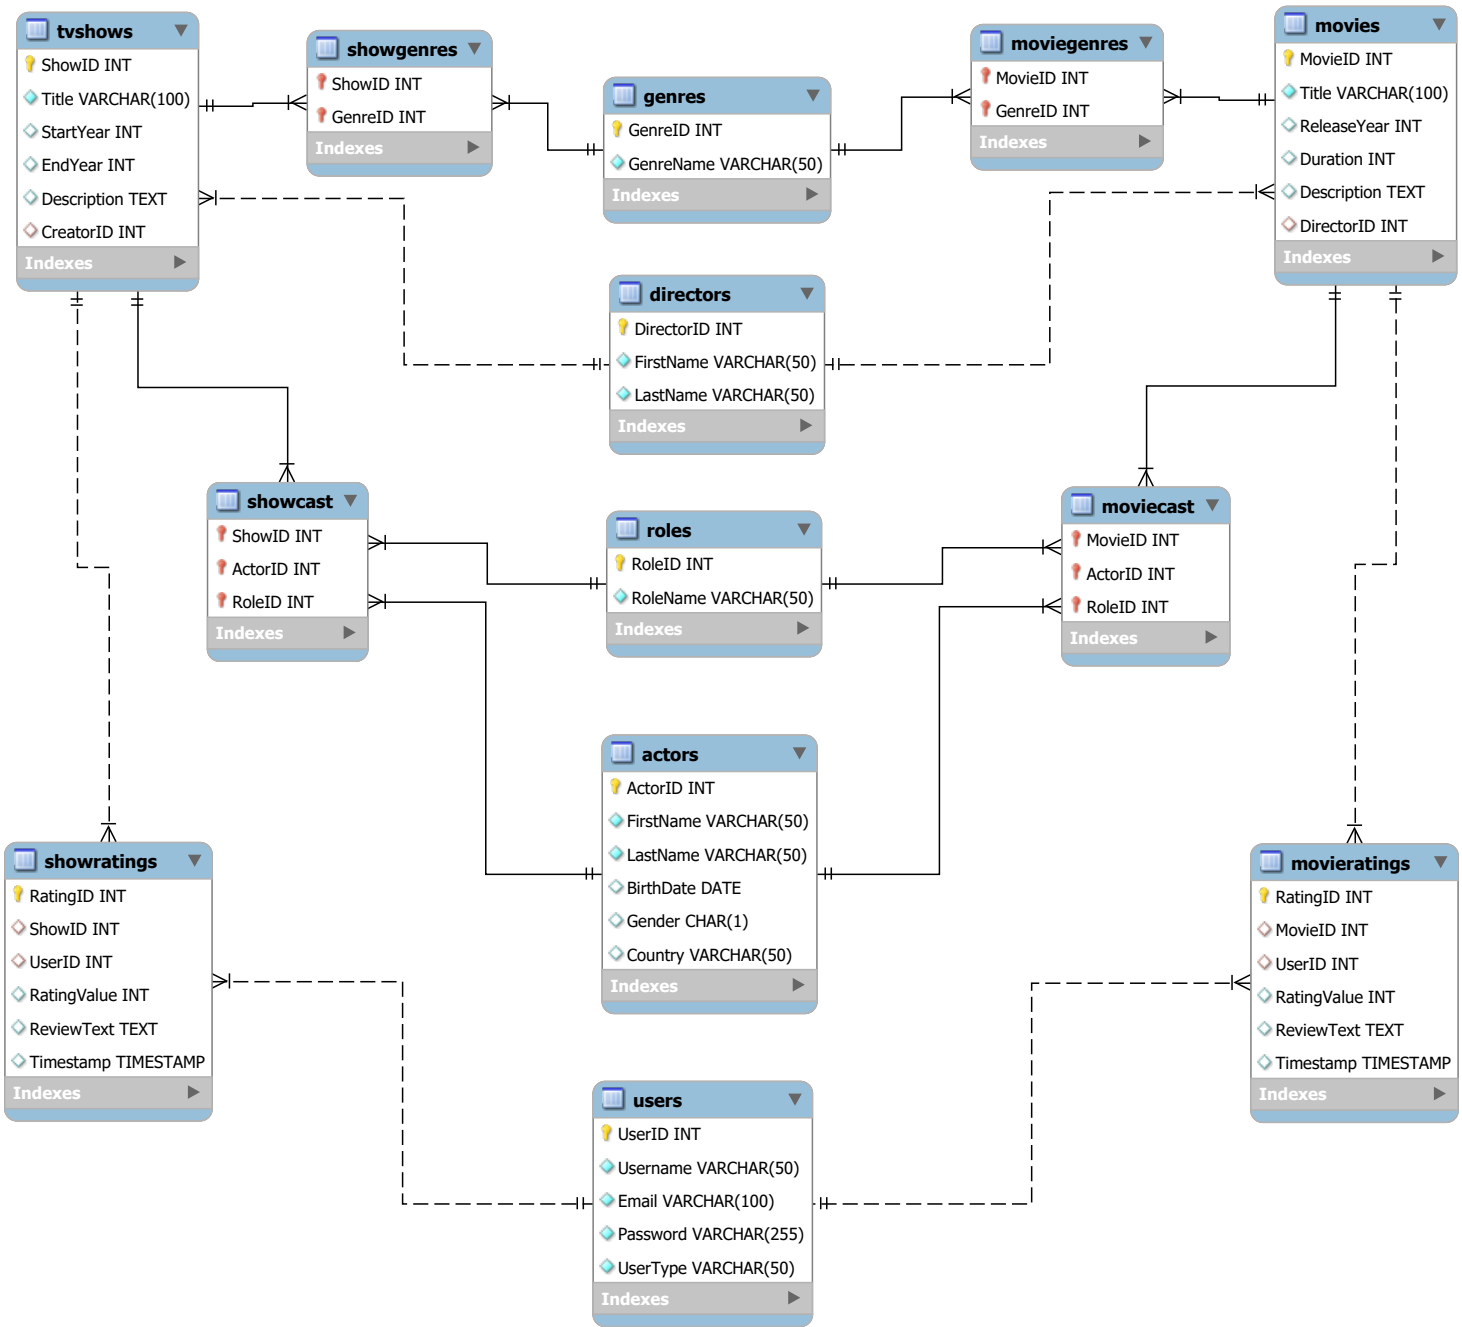 tvshows
ShowID INT
Title VARCHAR(100)
StartYear INT
EndYear INT
Description TEXT
CreatorID INT
Indexes
showgenres
ShowID INT
GenreID INT
Indexes
genres
GenreID INT
GenreName VARCHAR(50)
Indexes
moviegenres
MovieID INT
GenreID INT
Indexes
movies
MovieID INT
Title VARCHAR(100)
ReleaseYear INT
Duration INT
Description TEXT
DirectorID INT
Indexes
directors
DirectorID INT
FirstName VARCHAR(50)
LastName VARCHAR(50)
Indexes
showcast
ShowID INT
ActorID INT
RoleID INT
Indexes
roles
RoleID INT
RoleName VARCHAR(50)
Indexes
moviecast
MovieID INT
ActorID INT
RoleID INT
Indexes
actors
ActorID INT
FirstName VARCHAR(50)
LastName VARCHAR(50)
BirthDate DATE
Gender CHAR(1)
Country VARCHAR(50)
Indexes
showratings
RatingID INT
ShowID INT
UserID INT
RatingValue INT
ReviewText TEXT
Timestamp TIMESTAMP
Indexes
movieratings
RatingID INT
MovieID INT
UserID INT
RatingValue INT
ReviewText TEXT
Timestamp TIMESTAMP
Indexes
users
UserID INT
Username VARCHAR(50)
Email VARCHAR(100)
Password VARCHAR(255)
UserType VARCHAR(50)
Indexes